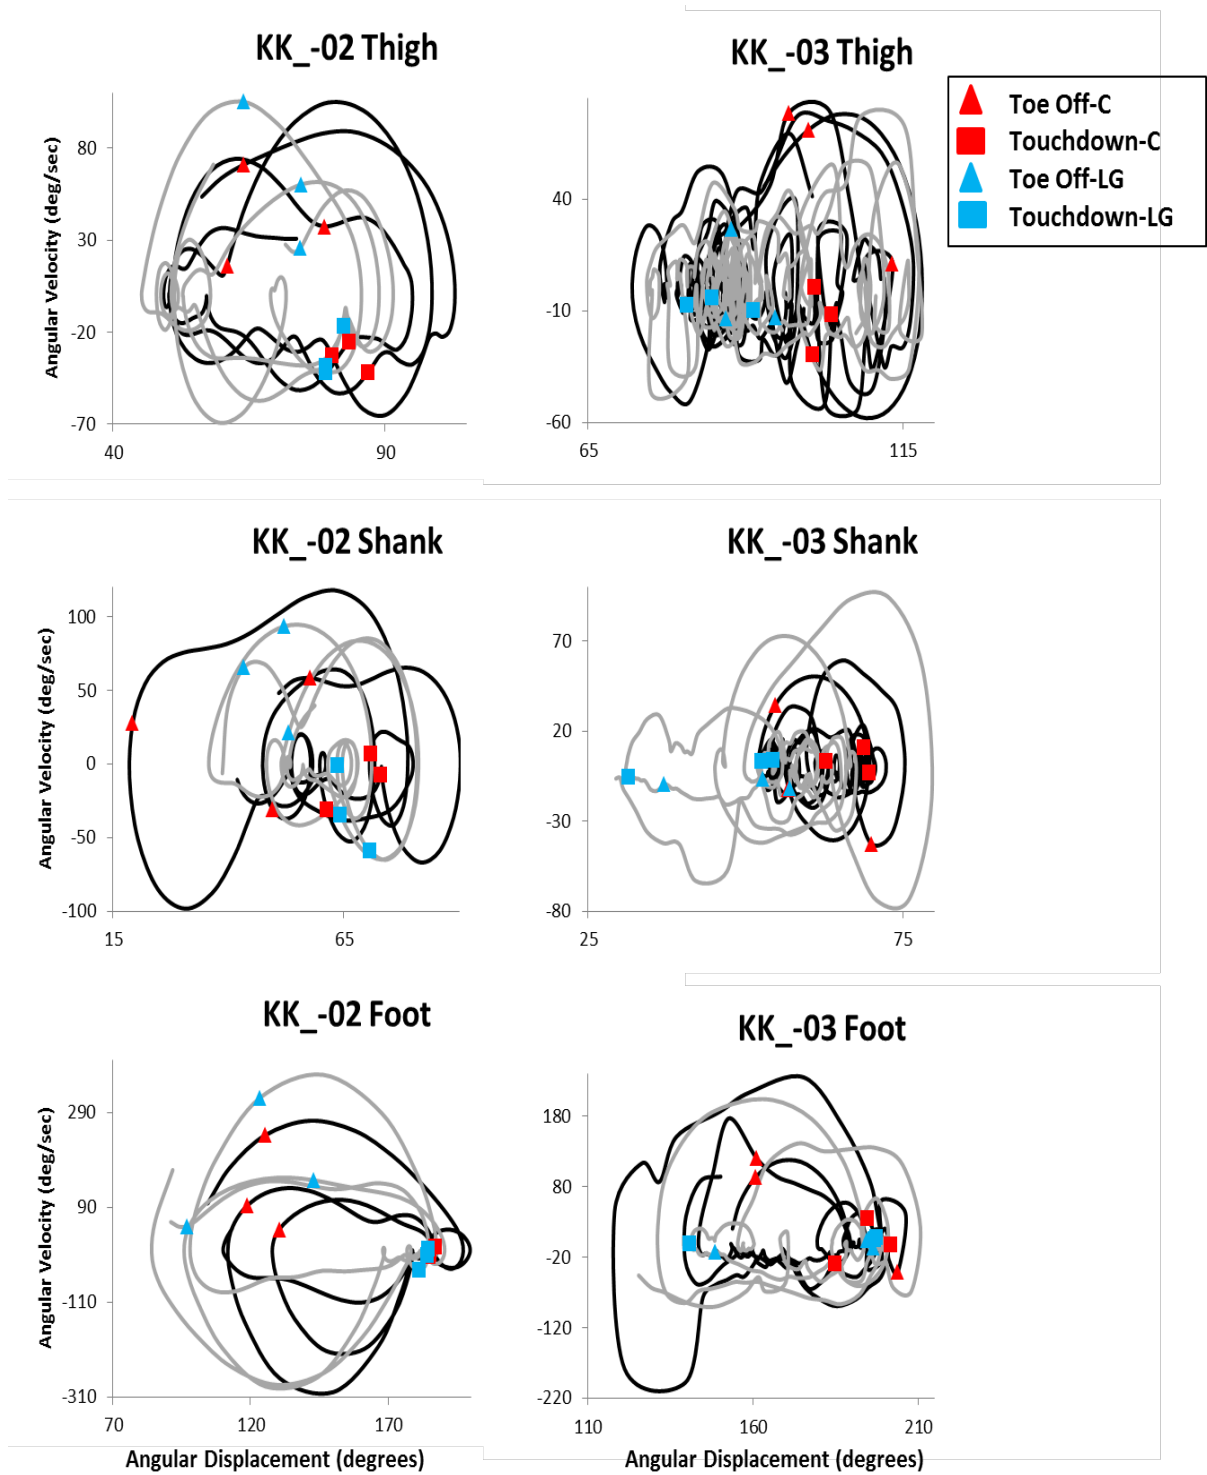 KK_-02 Thigh
KK_-03 Thigh
Toe Off-C
Touchdown-C
Toe Off-LG
Touchdown-LG
Angular Velocity (deg/sec)
80
30
-20
-70
40
90
40
-10
-60
65
115
KK_-02 Shank
KK_-03 Shank
Angular Velocity (deg/sec)
100
50
0
-50
-100
15
65
70
20
-30
-80
25
75
KK_-02 Foot
KK_-03 Foot
Angular Velocity (deg/sec)
290
90
-110
-310
70
120
170
180
80
-20
-120
-220
110
160
210
Angular Displacement (degrees)
Angular Displacement (degrees)